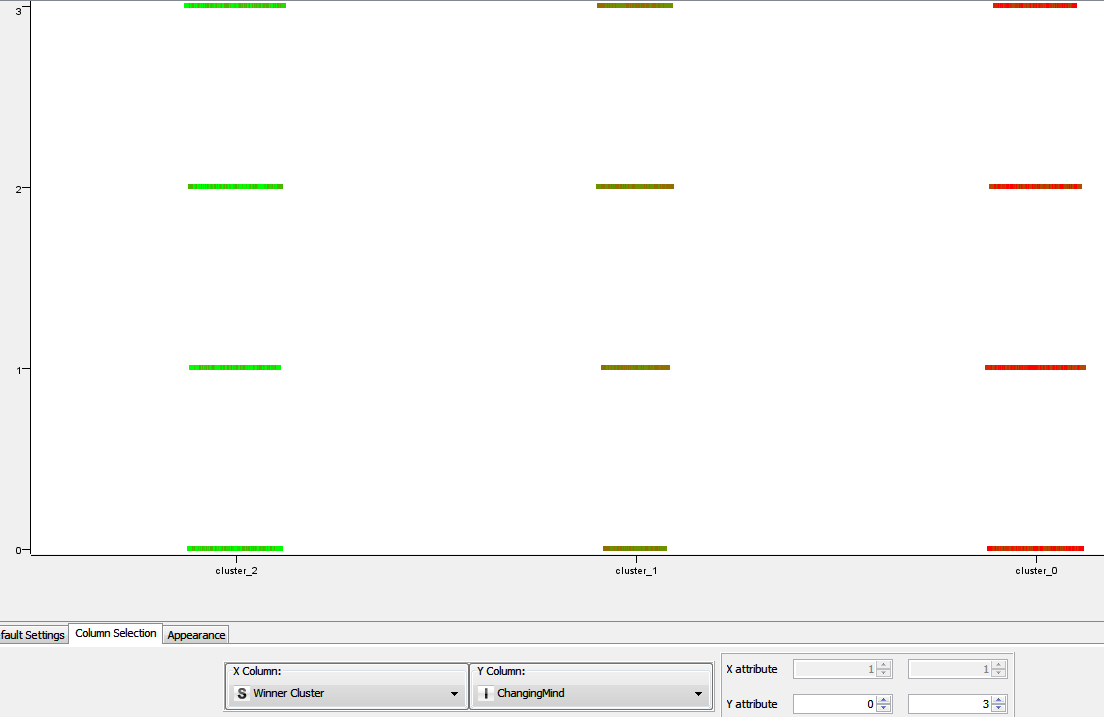 3
2
1
0
cluster_2 cluster_1 cluster_0
fault Settings Column Selection Appearance
X Column: Y Column:
S Winner Cluster I ChangingMind
X attribute 1 1
Y attribute 0 3